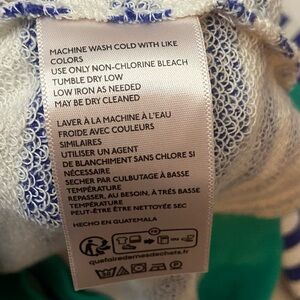 MACHINE WASH COLD WITH LIKE
COLORS
USE ONLY NON-CHLORINE BLEACH
TUMBLE DRY LOW
LOW IRON AS NEEDED
MAY BE DRY CLEANED
LAVER À LA MACHINE À L'EAU
FROIDE AVEC COULEURS
SIMILAIRES
UTILISER UN AGENT
DE BLANCHIMENT SANS CHLORE SI
NÉCESSAIRE
SECHER PAR CULBUTAGE À BASSE
TEMPÉRATURE
REPASSER, AU BESOIN, À TRÈS BASSE
TEMPÉRATURE
PEUT-ÊTRE ÊTRE NETTOYÉE SEC
HECHO EN GUATEMALA
FR
quefairedemesdechets.fr